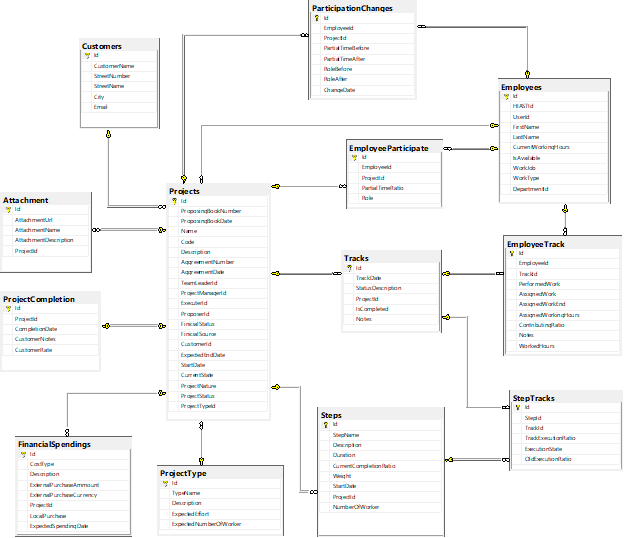 ParticipationChanges
Id
EmployeeId
ProjectId
PartialTimeBefore
PartialTimeAfter
RoleBefore
RoleAfter
ChangeDate
Customers
Id
CustomerName
StreetNumber
StreetName
City
Email
Employees
Id
HIASTId
UserId
FirstName
LastName
CurrentWorkingHours
IsAvailable
WorkJob
WorkType
DepartmentId
EmployeeParticipate
Id
EmployeeId
ProjectId
PartialTimeRatio
Role
Projects
Id
ProposingBookNumber
ProposingBookDate
Name
Code
Description
AggreementNumber
AggreementDate
TeamLeaderId
ProjectManagerId
ExecuterId
ProposerId
FincialStatus
FincialSource
CustomerId
ExpectedEndDate
StartDate
CurrentState
ProjectNature
ProjectStatus
ProjectTypeId
Attachment
Id
AttachmentUrl
AttachmentName
AttachmentDescription
ProjectId
EmployeeTrack
Id
EmployeeId
TrackId
PerformedWork
AssignedWork
AssignedWorkEnd
AssignedWorkingHours
ContributingRatio
Notes
WorkedHours
Tracks
Id
TrackDate
StatusDescription
ProjectId
IsCompleted
Notes
ProjectCompletion
Id
ProjectId
CompletionDate
CustomerNotes
CustomerRate
StepTracks
Id
StepId
TrackId
TrackExecutionRatio
ExecutionState
OldExecutionRatio
Steps
Id
StepName
Description
Duration
CurrentCompletionRatio
Weight
StartDate
ProjectId
NumberOfWorker
FinancialSpendings
Id
CostType
Description
ExternalPurchaseAmmount
ExternalPurchaseCurrency
ProjectId
LocalPurchase
ExpectedSpendingDate
ProjectType
Id
TypeName
Description
ExpectedEffort
ExpectedNumberOfWorker